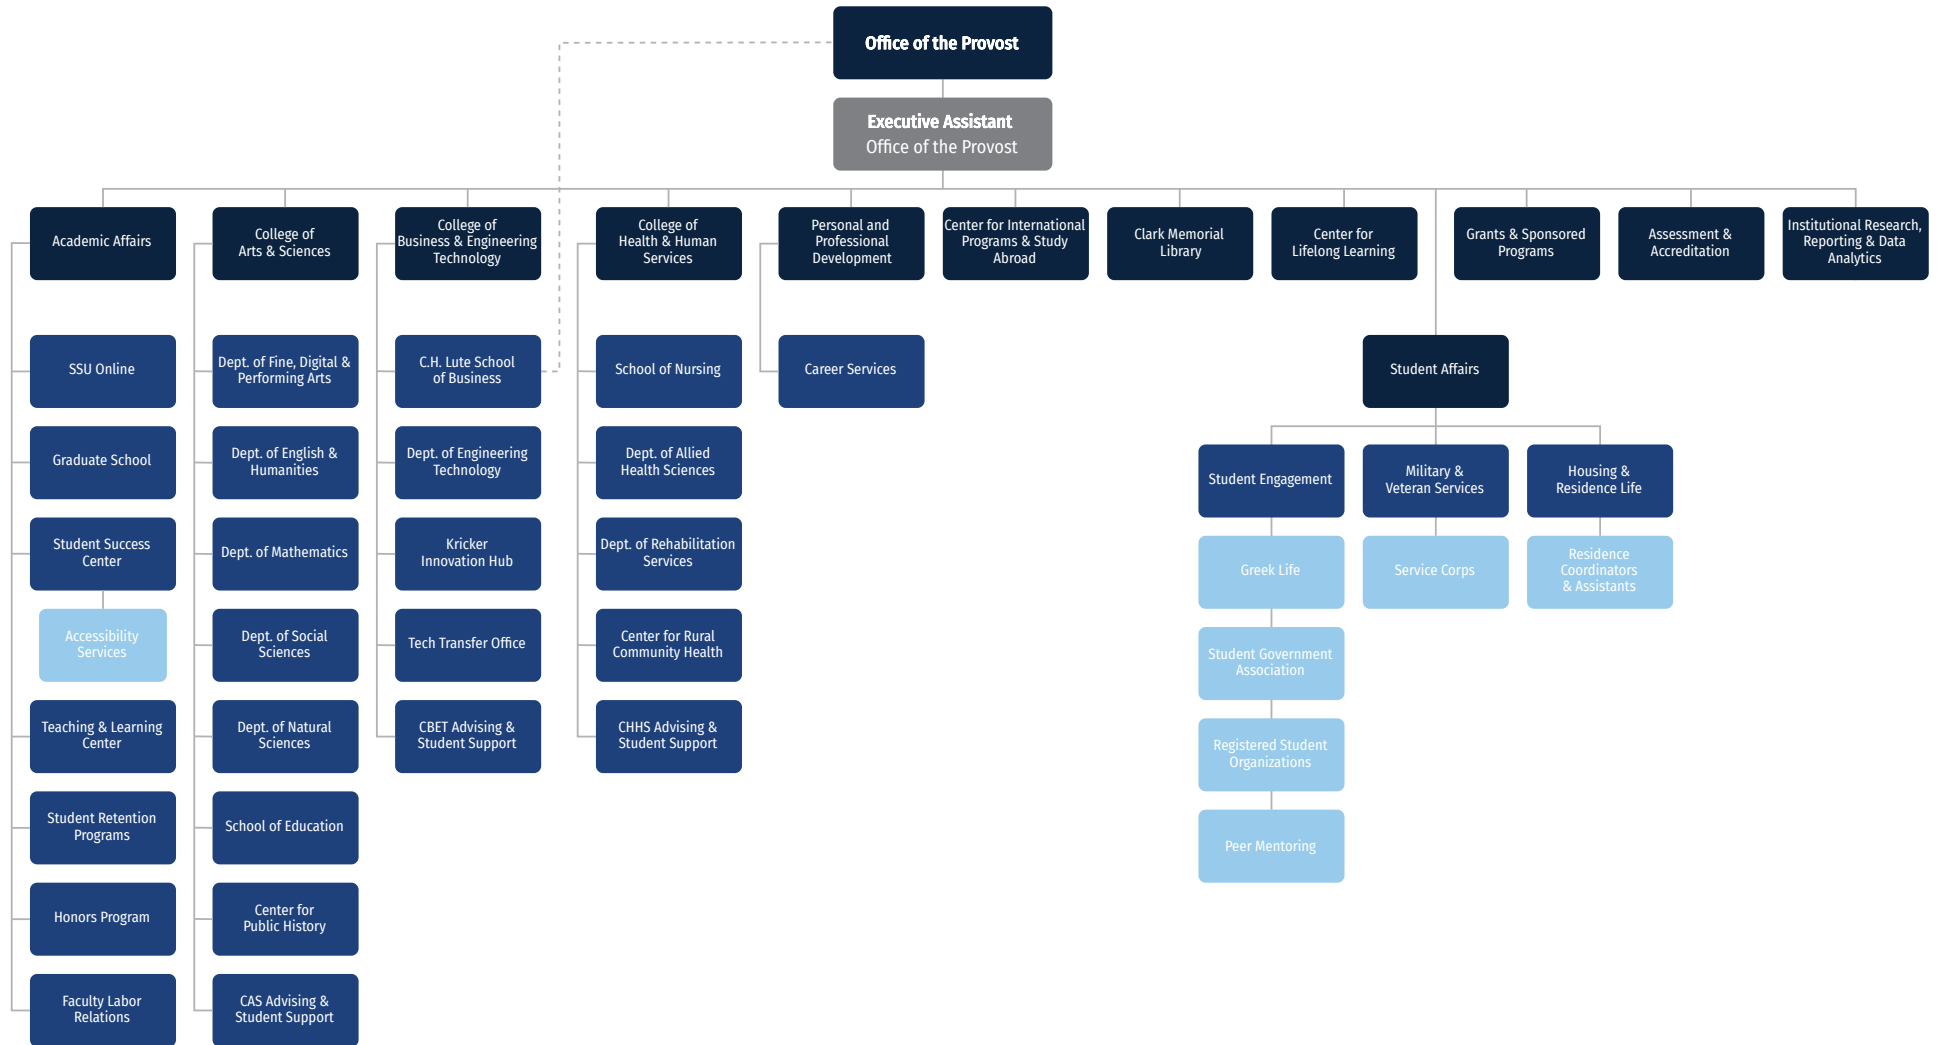 Office of the Provost
Executive Assistant
Office of the Provost
Academic Affairs
College of
Arts & Sciences
College of
Business & Engineering
Technology
College of
Health & Human
Services
Personal and
Professional
Development
Center for International
Programs & Study
Abroad
Clark Memorial
Library
Center for
Lifelong Learning
Grants & Sponsored
Programs
Assessment &
Accreditation
Institutional Research,
Reporting & Data
Analytics
SSU Online
Dept. of Fine, Digital &
Performing Arts
C.H. Lute School
of Business
School of Nursing
Career Services
Student Affairs
Graduate School
Dept. of English &
Humanities
Dept. of Engineering
Technology
Dept. of Allied
Health Sciences
Student Engagement
Military &
Veteran Services
Housing &
Residence Life
Student Success
Center
Dept. of Mathematics
Kricker
Innovation Hub
Dept. of Rehabilitation
Services
Greek Life
Service Corps
Residence
Coordinators
& Assistants
Accessibility
Services
Dept. of Social
Sciences
Tech Transfer Office
Center for Rural
Community Health
Student Government
Association
Teaching & Learning
Center
Dept. of Natural
Sciences
CBET Advising &
Student Support
CHHS Advising &
Student Support
Registered Student
Organizations
Student Retention
Programs
School of Education
Peer Mentoring
Honors Program
Center for
Public History
Faculty Labor
Relations
CAS Advising &
Student Support